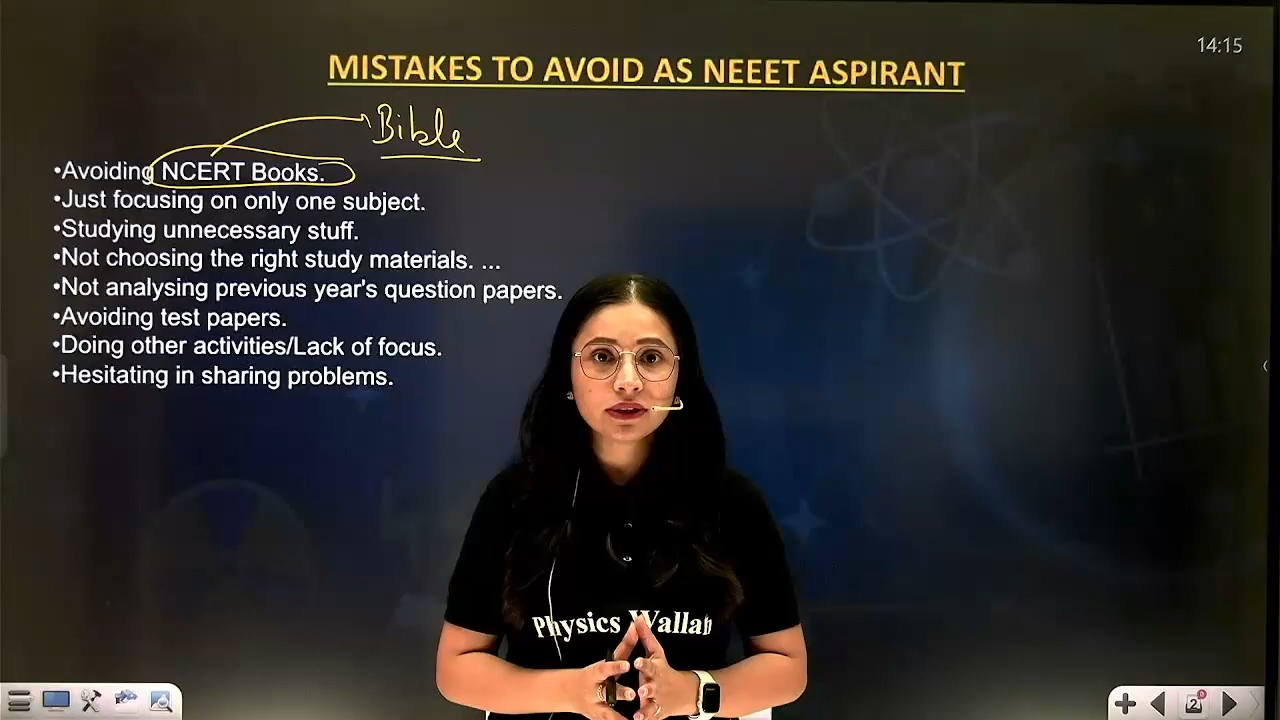 14:15
MISTAKES TO AVOID AS NEEET ASPIRANT
Bible
•Avoiding NCERT Books.
•Just focusing on only one subject.
•Studying unnecessary stuff.
•Not choosing the right study materials. ...
•Not analysing previous year's question papers.
•Avoiding test papers.
•Doing other activities/Lack of focus.
•Hesitating in sharing problems.
Physics Wallah
2